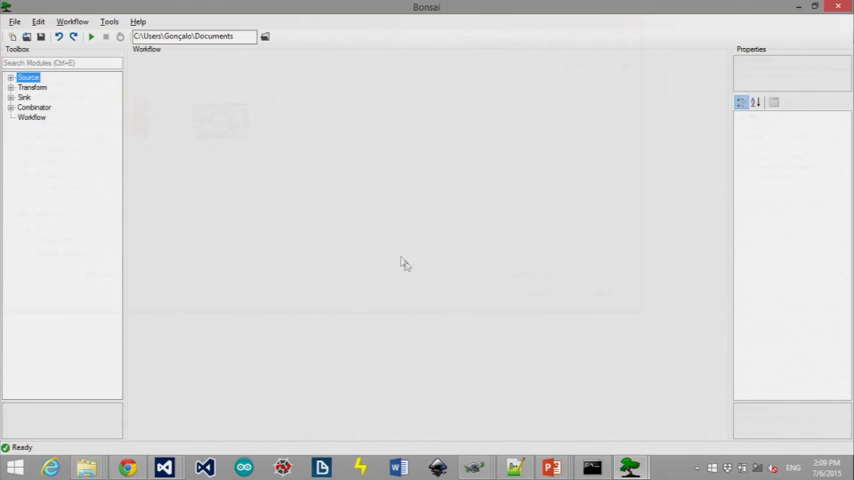 Bonsai
File Edit Workflow Tools Help
C:\Users\Gonçalo\Documents
Toolbox
Workflow
Properties
Search Modules (Ctrl+E)
Source
Transform
Sink
Combinator
Workflow
Ready
ENG
2:09 PM
7/6/2015